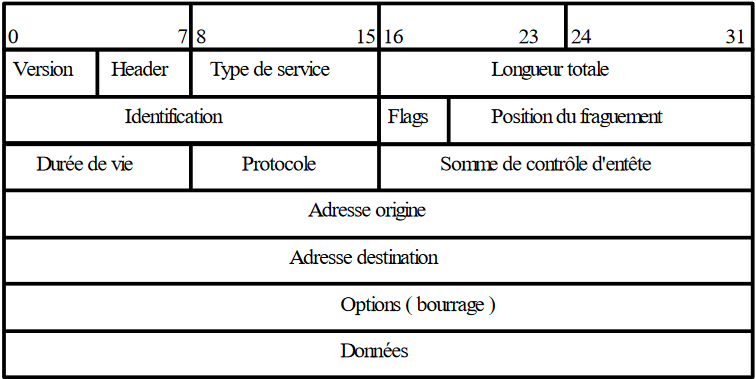 0 7 8 15 16 23 24 31
Version Header Type de service Longueur totale
Identification Flags Position du fraguement
Durée de vie Protocole Somme de contrôle d'entête
Adresse origine
Adresse destination
Options ( bourrage )
Données